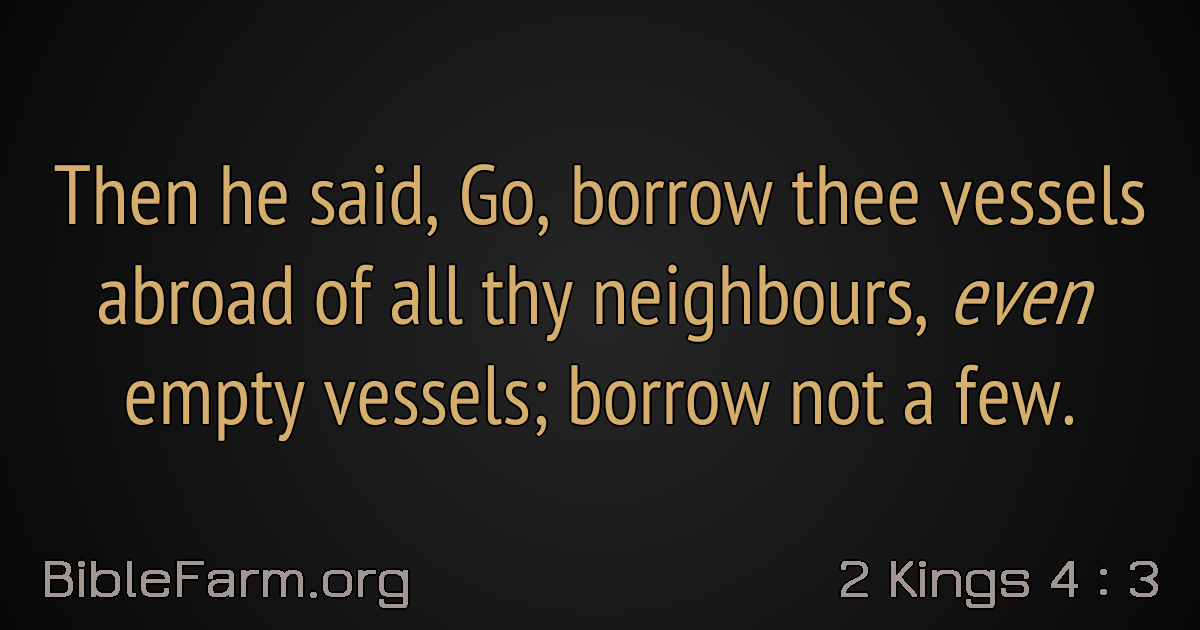 Then he said, Go, borrow thee vessels
abroad of all thy neighbours, even
empty vessels; borrow not a few.
BibleFarm.org
2 Kings 4 : 3